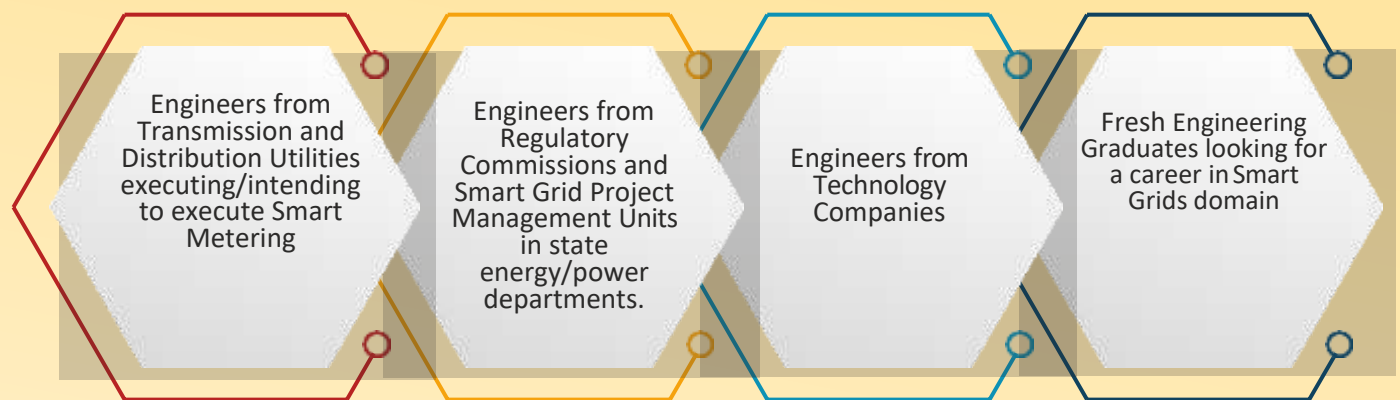 Engineers from
Transmission and
Distribution Utilities
executing/intending
to execute Smart
Metering
Engineers from
Regulatory
Commissions and
Smart Grid Project
Management Units
in state
energy/power
departments.
Engineers from
Technology
Companies
Fresh Engineering
Graduates looking for
a career in Smart
Grids domain